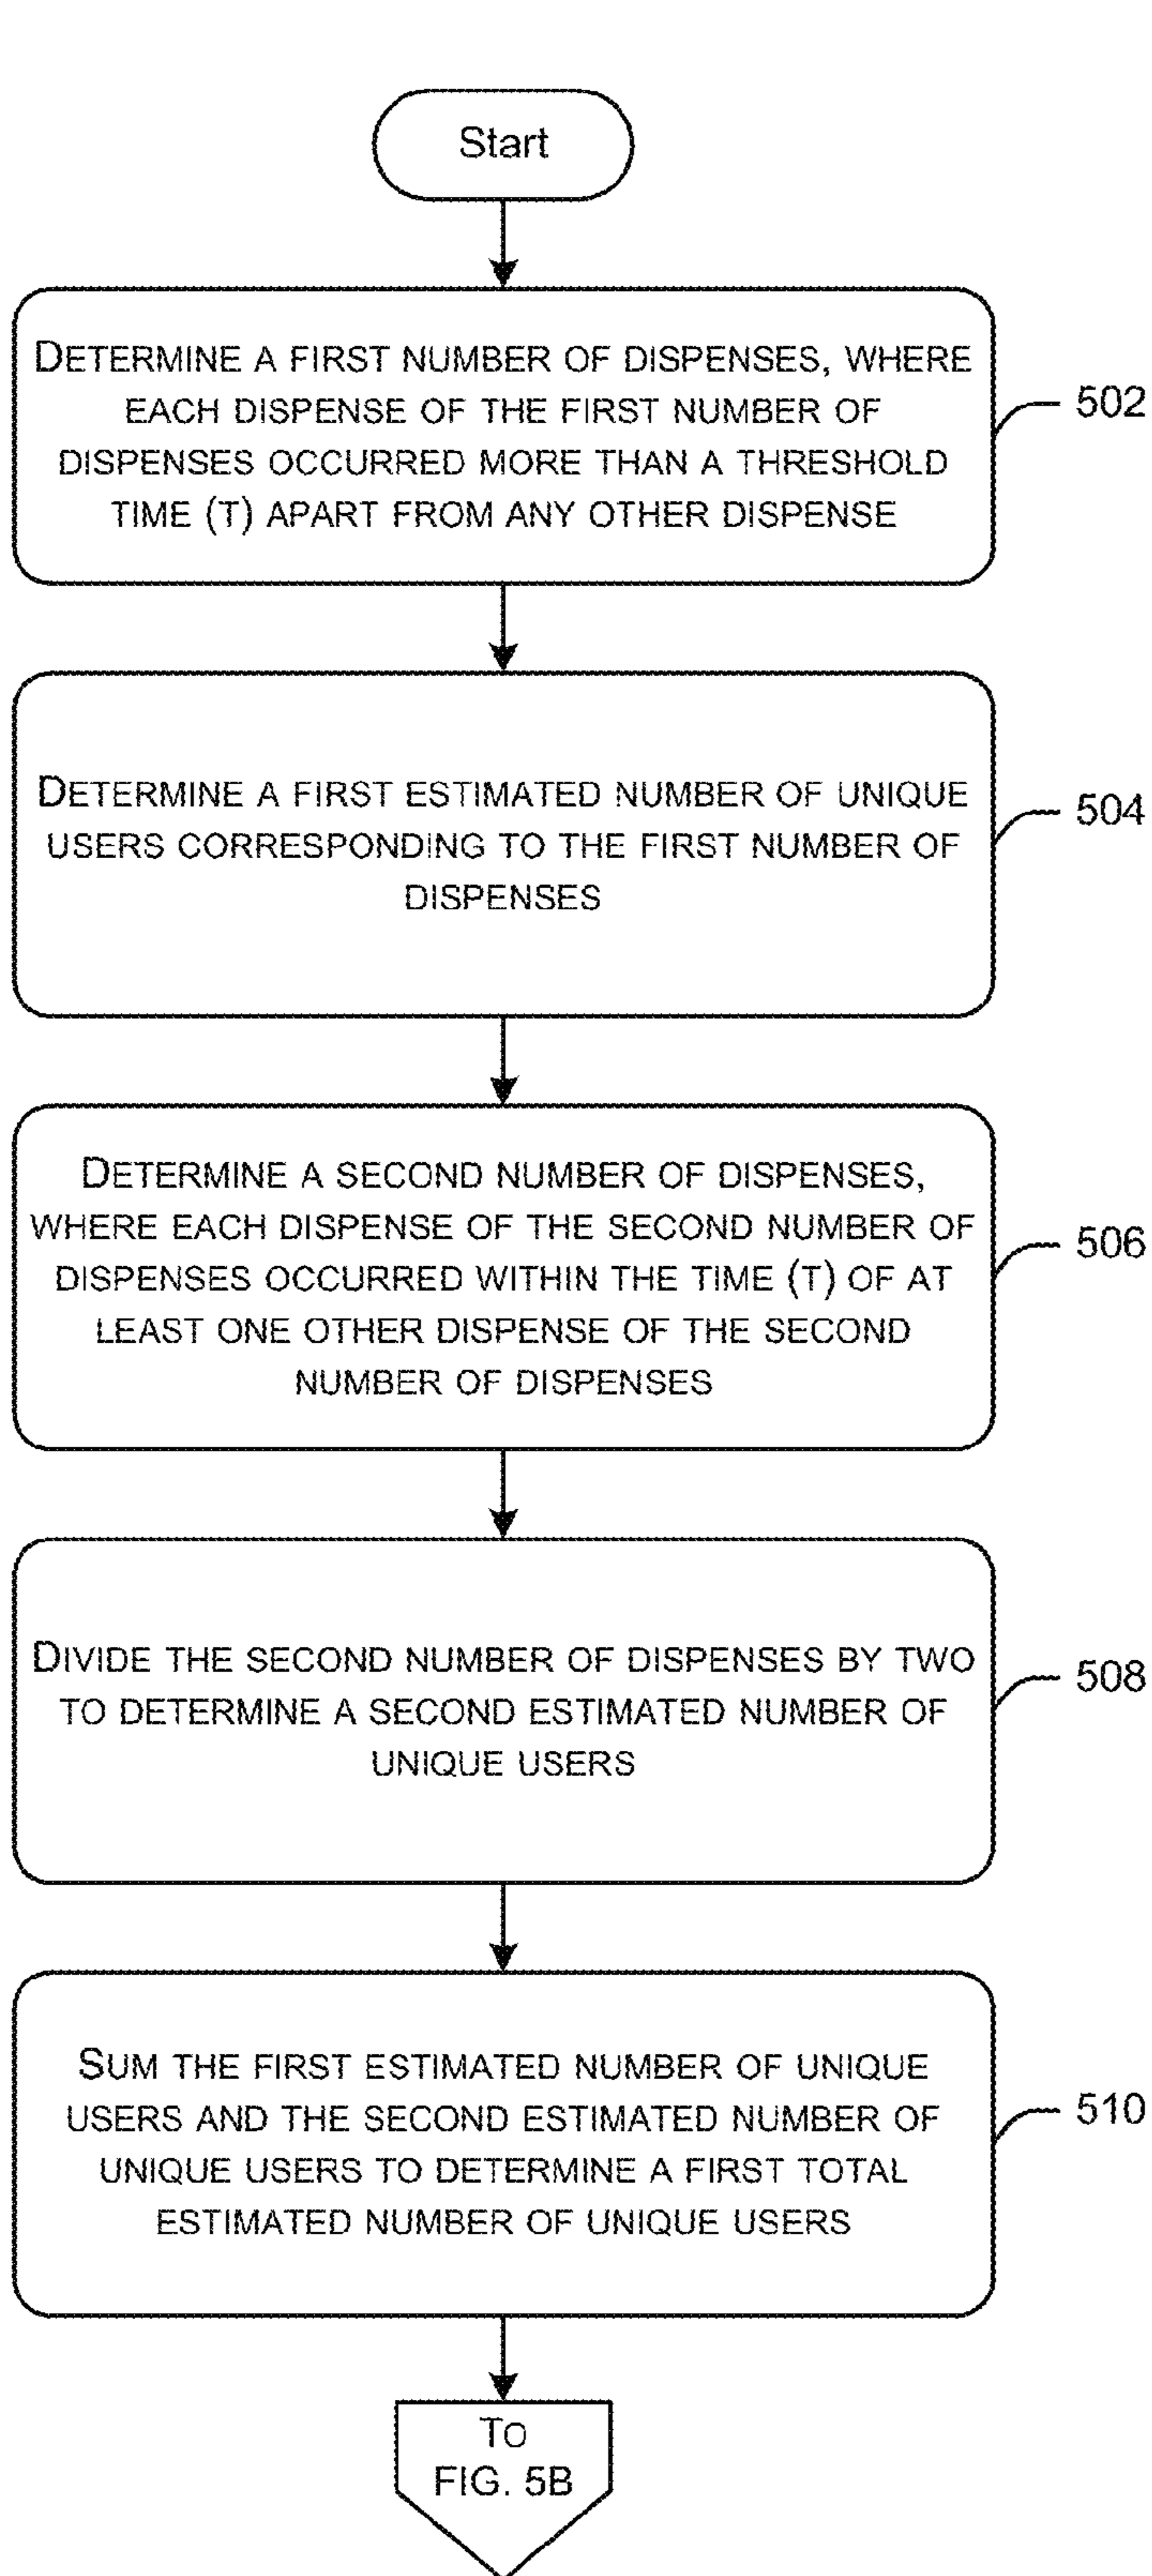 Start
DETERMINE A FIRST NUMBER OF DISPENSES, WHERE
EACH DISPENSE OF THE FIRST NUMBER OF
DISPENSES OCCURRED MORE THAN A THRESHOLD
TIME (T) APART FROM ANY OTHER DISPENSE
502
DETERMINE A FIRST ESTIMATED NUMBER OF UNIQUE
USERS CORRESPONDING TO THE FIRST NUMBER OF
DISPENSES
504
DETERMINE A SECOND NUMBER OF DISPENSES,
WHERE EACH DISPENSE OF THE SECOND NUMBER OF
DISPENSES OCCURRED WITHIN THE TIME (T) OF AT
LEAST ONE OTHER DISPENSE OF THE SECOND
NUMBER OF DISPENSES
506
DIVIDE THE SECOND NUMBER OF DISPENSES BY TWO
TO DETERMINE A SECOND ESTIMATED NUMBER OF
UNIQUE USERS
508
SUM THE FIRST ESTIMATED NUMBER OF UNIQUE
USERS AND THE SECOND ESTIMATED NUMBER OF
UNIQUE USERS TO DETERMINE A FIRST TOTAL
ESTIMATED NUMBER OF UNIQUE USERS
510
TO
FIG. 5B